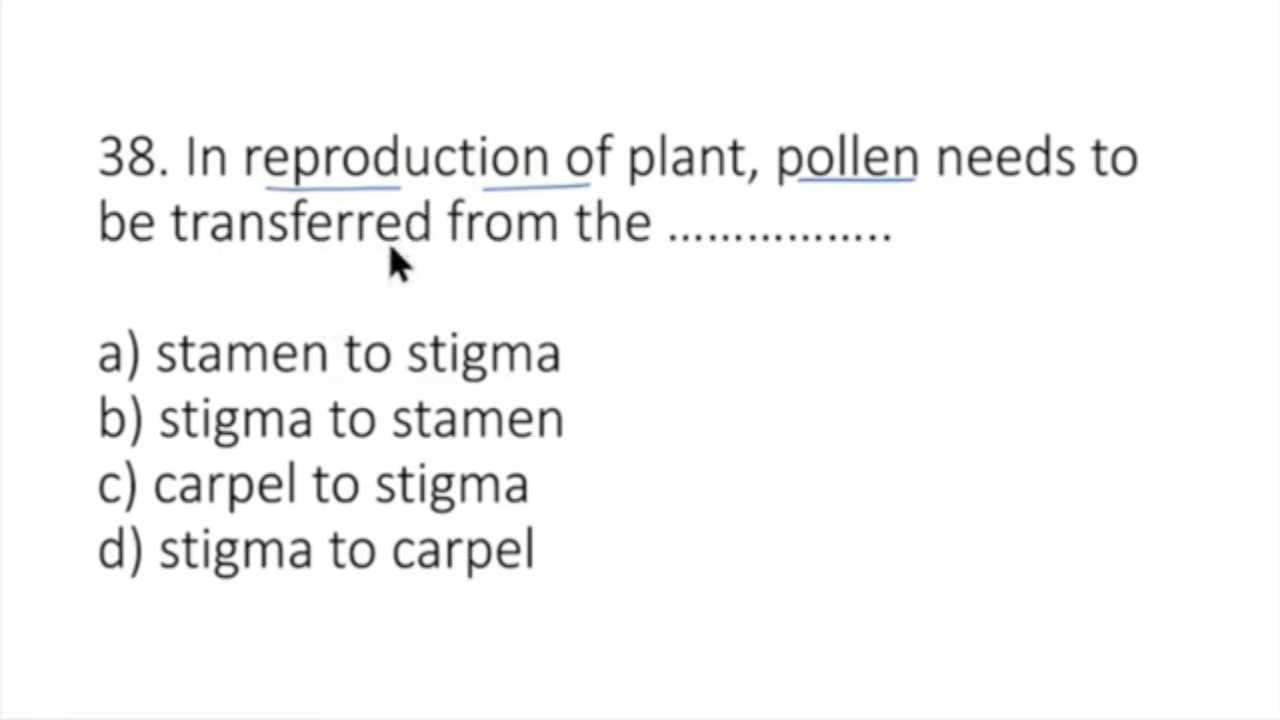 38. In reproduction of plant, pollen needs to
be transferred from the ……………..
a) stamen to stigma
b) stigma to stamen
c) carpel to stigma
d) stigma to carpel